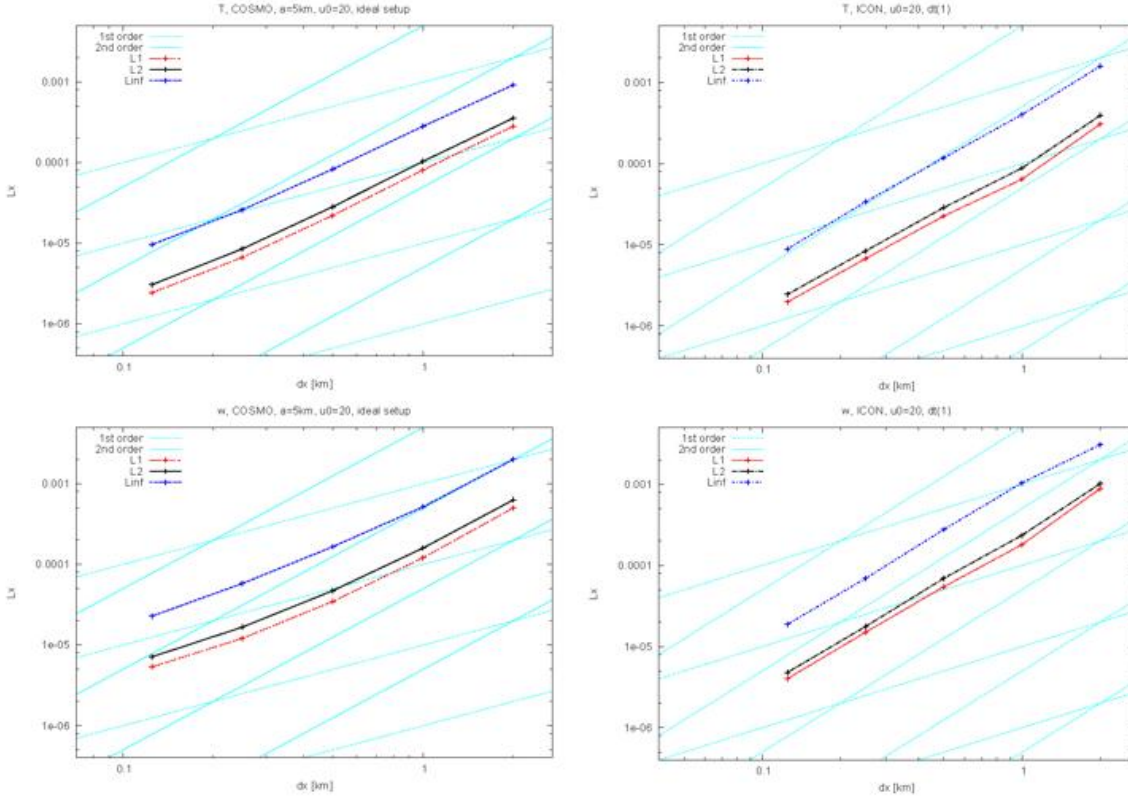 T, COSMO, a=5km, u0=20, ideal setup
1st order
2nd order
L1
L2
Linf
0.001
0.0001
1e-05
1e-06
Lx
0.1
1
dx [km]
T, ICON, u0=20, dt(1)
1st order
2nd order
L1
L2
Linf
0.001
0.0001
1e-05
1e-06
Lx
0.1
1
dx [km]
w, COSMO, a=5km, u0=20, ideal setup
1st order
2nd order
L1
L2
Linf
0.001
0.0001
1e-05
1e-06
Lx
0.1
1
dx [km]
w, ICON, u0=20, dt(1)
1st order
2nd order
L1
L2
Linf
0.001
0.0001
1e-05
1e-06
Lx
0.1
1
dx [km]